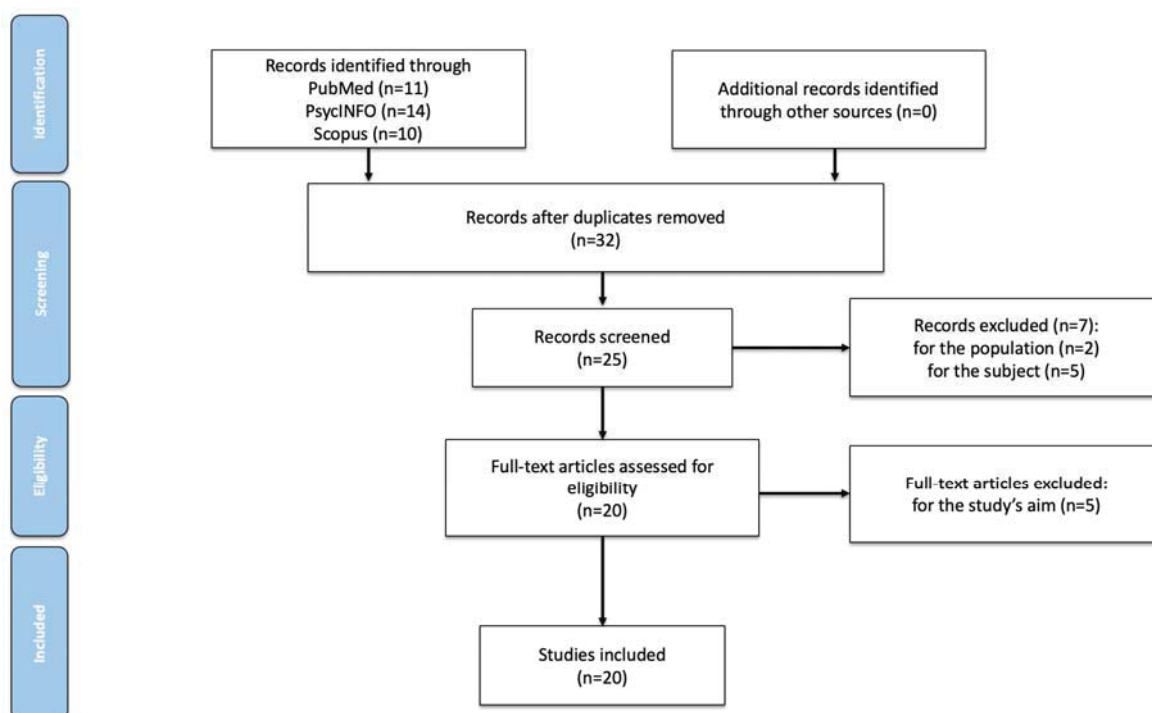 Identification
Records identified through
PubMed (n=11)
PsycINFO (n=14)
Scopus (n=10)
Additional records identified
through other sources (n=0)
Screening
Records after duplicates removed
(n=32)
Records screened
(n=25)
Records excluded (n=7):
for the population (n=2)
for the subject (n=5)
Eligibility
Full-text articles assessed for
eligibility
(n=20)
Full-text articles excluded:
for the study's aim (n=5)
Included
Studies included
(n=20)